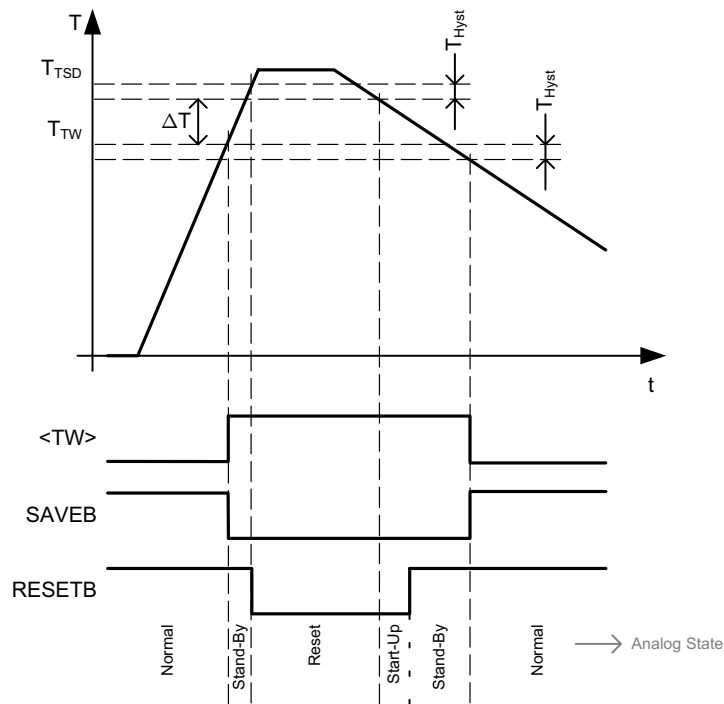 T
T_Hyst
T_TSD
T_Hyst
ΔT
T_TW
t
<TW>
SAVEB
RESETB
Normal
Stand-By
Reset
Start-Up
Stand-By
Normal
Analog State